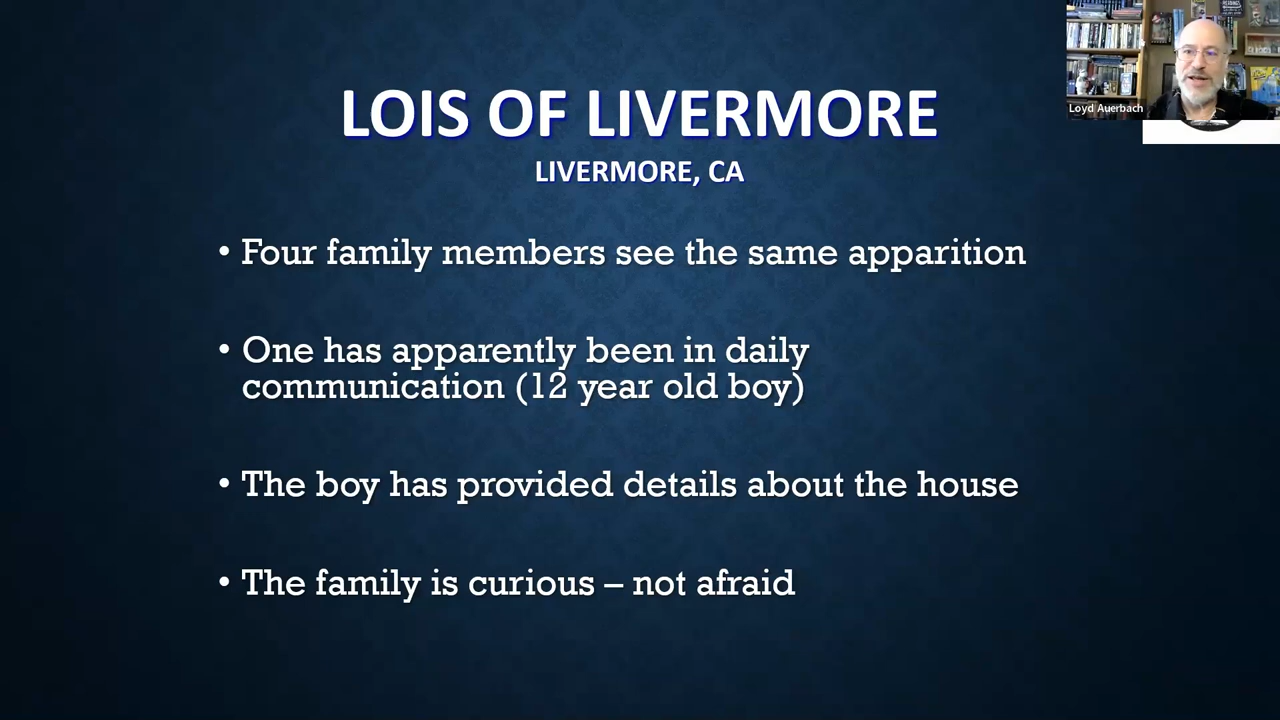 LOIS OF LIVERMORE
LIVERMORE, CA
• Four family members see the same apparition
• One has apparently been in daily
communication (12 year old boy)
• The boy has provided details about the house
• The family is curious – not afraid
Loyd Auerbach